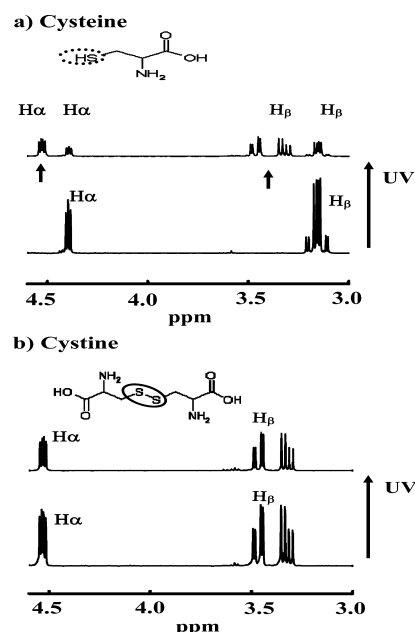 a) Cysteine
O
HS OH
NH2
Hα Hα Hβ Hβ
UV
Hα Hβ
4.5 4.0 3.5 3.0
ppm
b) Cystine
NH2 O
HO S S OH
O NH2
Hα Hβ
UV
Hα Hβ
4.5 4.0 3.5 3.0
ppm